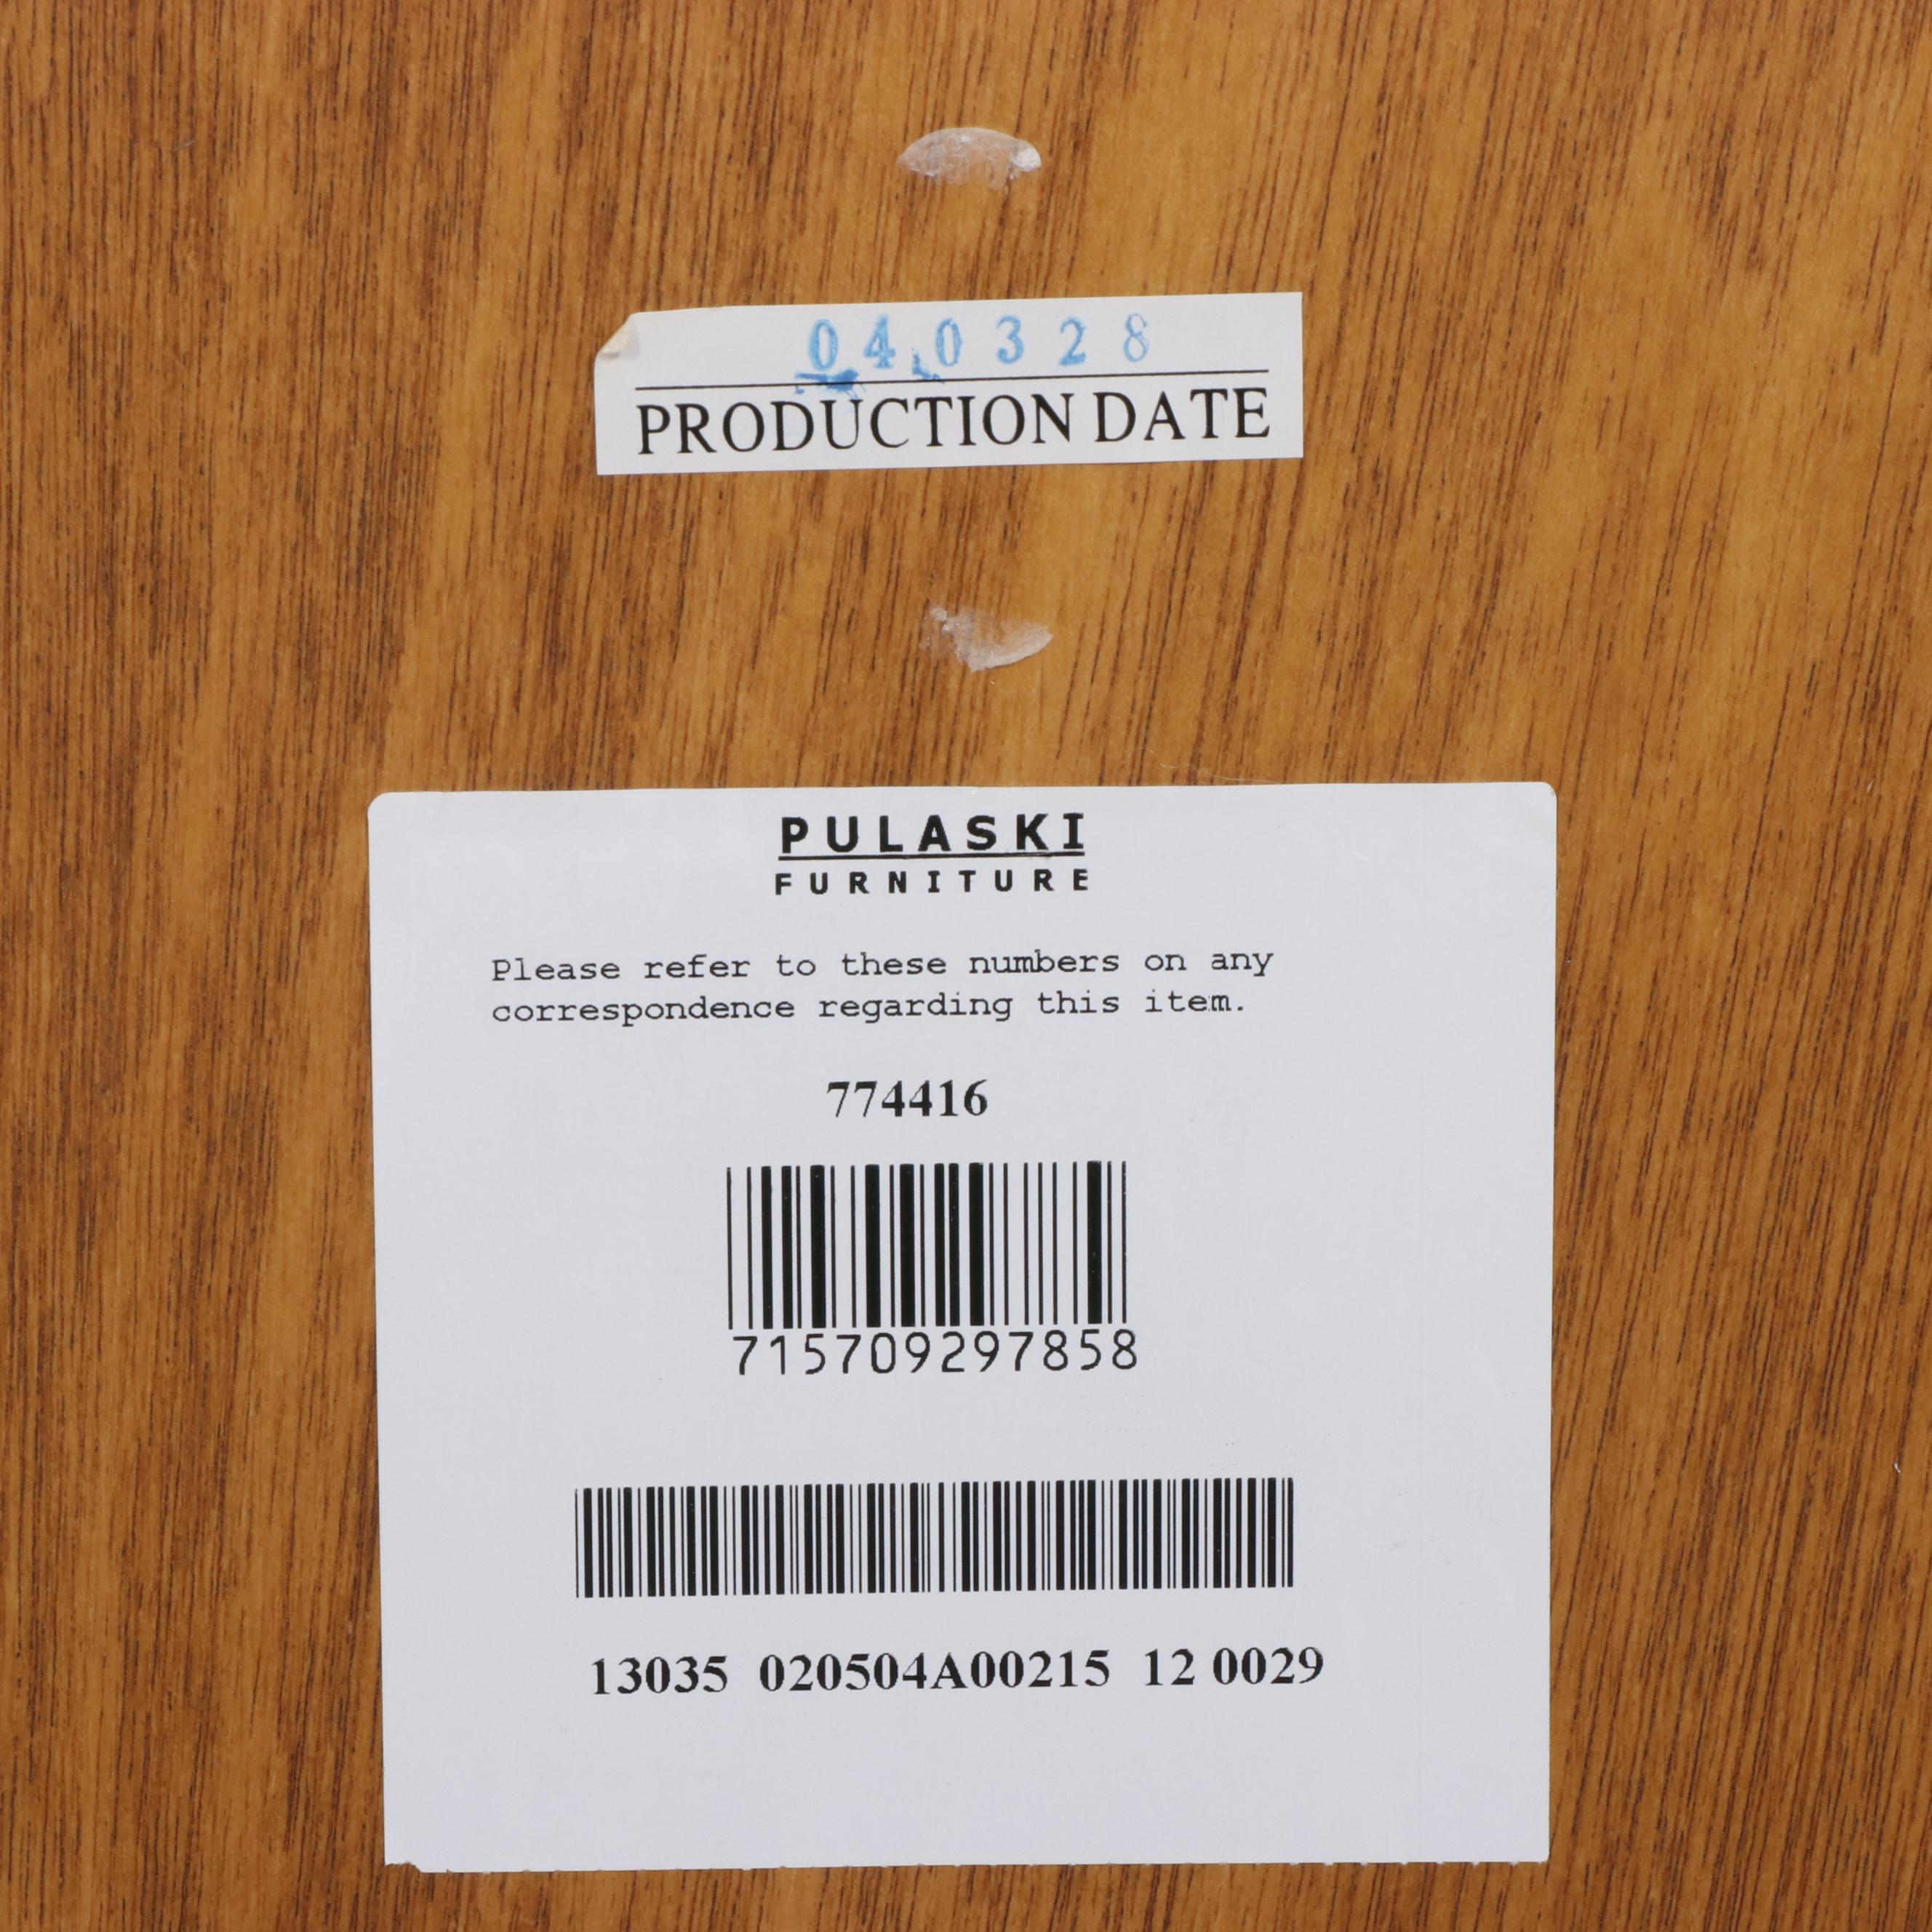 040328
PRODUCTION DATE
PULASKI
FURNITURE
Please refer to these numbers on any
correspondence regarding this item.
774416
715709297858
13035 020504A00215 12 0029